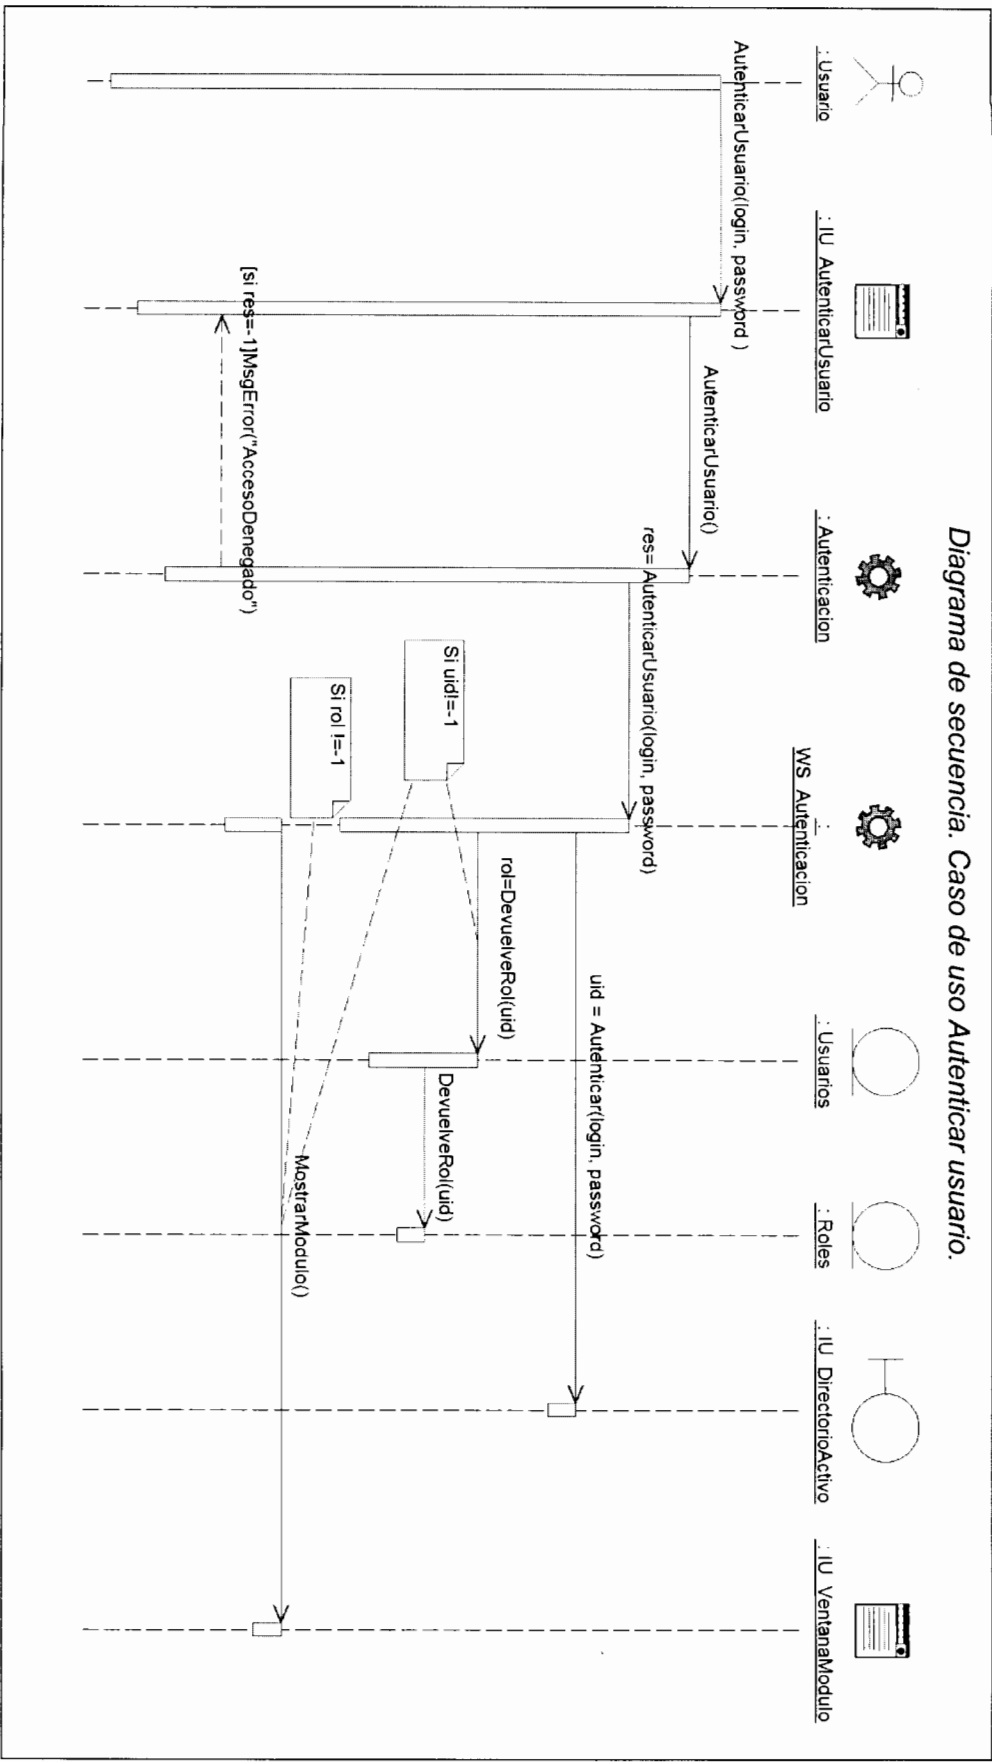 Diagrama de secuencia. Caso de uso Autenticar usuario.
: Usuario
: IU_AutenticarUsuario
: Autenticacion
:
WS_Autenticacion
: Usuarios
: Roles
: IU_DirectorioActivo
: IU_VentanaModulo
AutenticarUsuario(login, password )
AutenticarUsuario()
res= AutenticarUsuario(login, password)
uid = Autenticar(login, password)
rol=DevuelveRol(uid)
Si uid!=-1
DevuelveRol(uid)
Si rol !=-1
MostrarModulo()
[si res=-1]MsgError("AccesoDenegado")